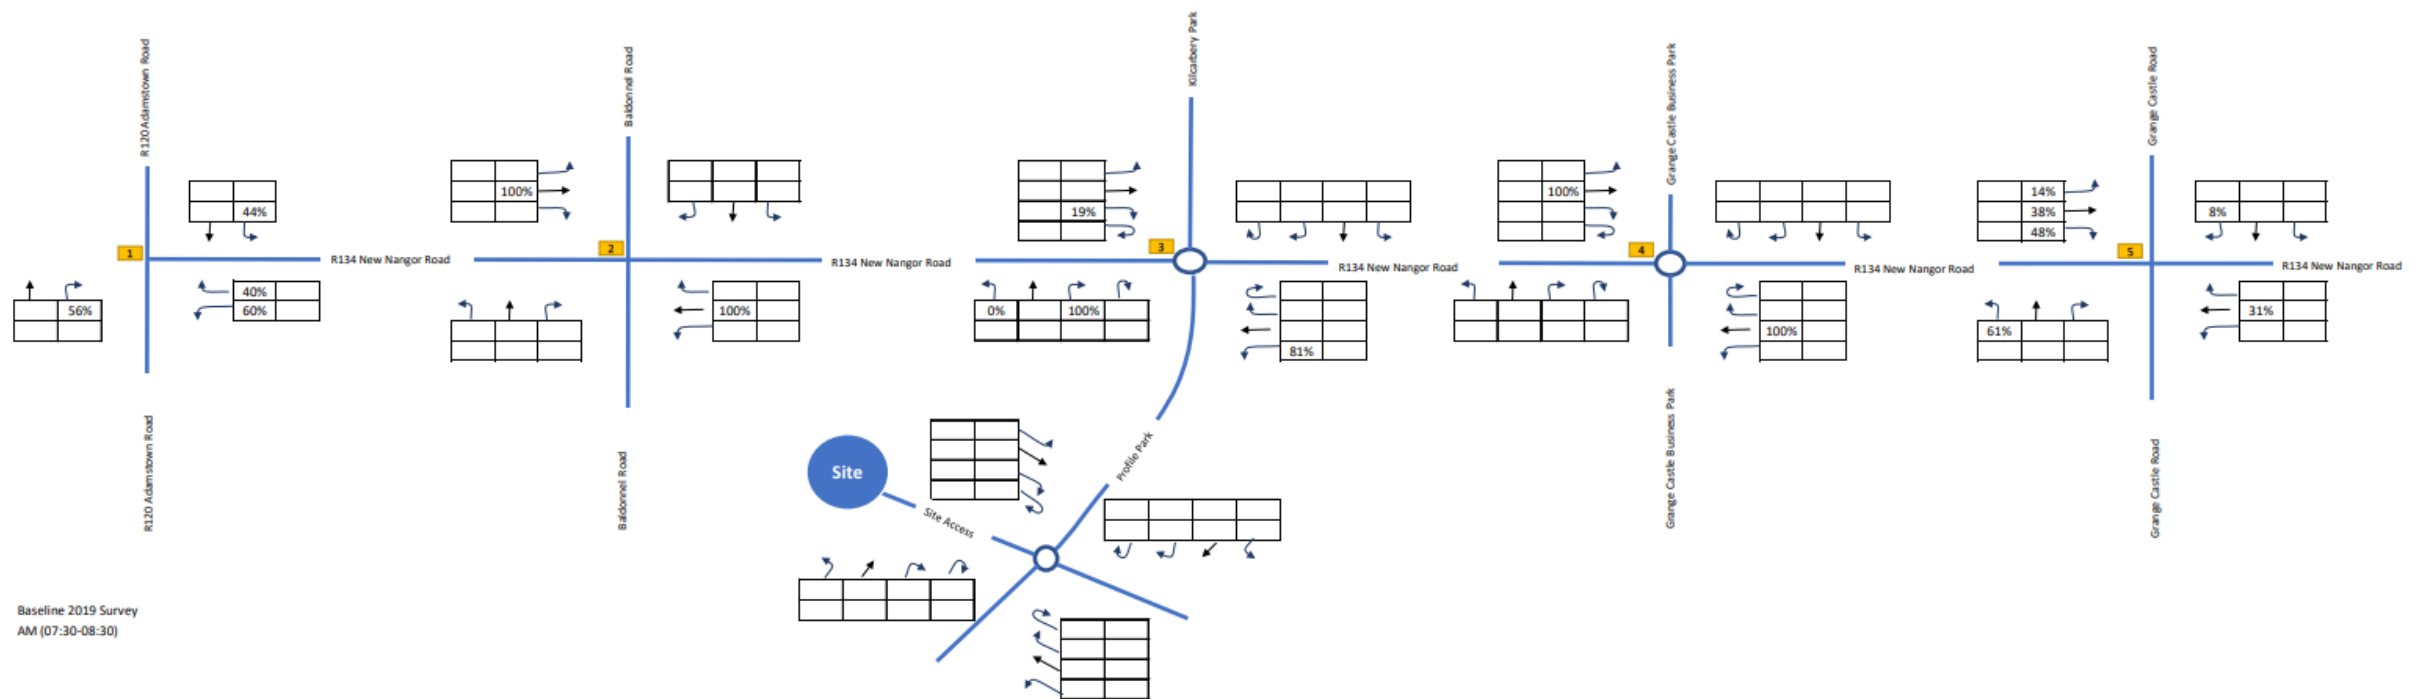 R120 Adamstown Road
Baldonnel Road
Kilcarbery Park
Grange Castle Business Park
Grange Castle Road
44%
100%
19%
100%
14%
38%
48%
8%
1
2
3
4
5
R134 New Nangor Road
R134 New Nangor Road
R134 New Nangor Road
R134 New Nangor Road
R134 New Nangor Road
56%
40%
60%
100%
0%
100%
81%
100%
61%
31%
R120 Adamstown Road
Baldonnel Road
Profile Park
Grange Castle Business Park
Grange Castle Road
Site
Site Access
Baseline 2019 Survey
AM (07:30-08:30)